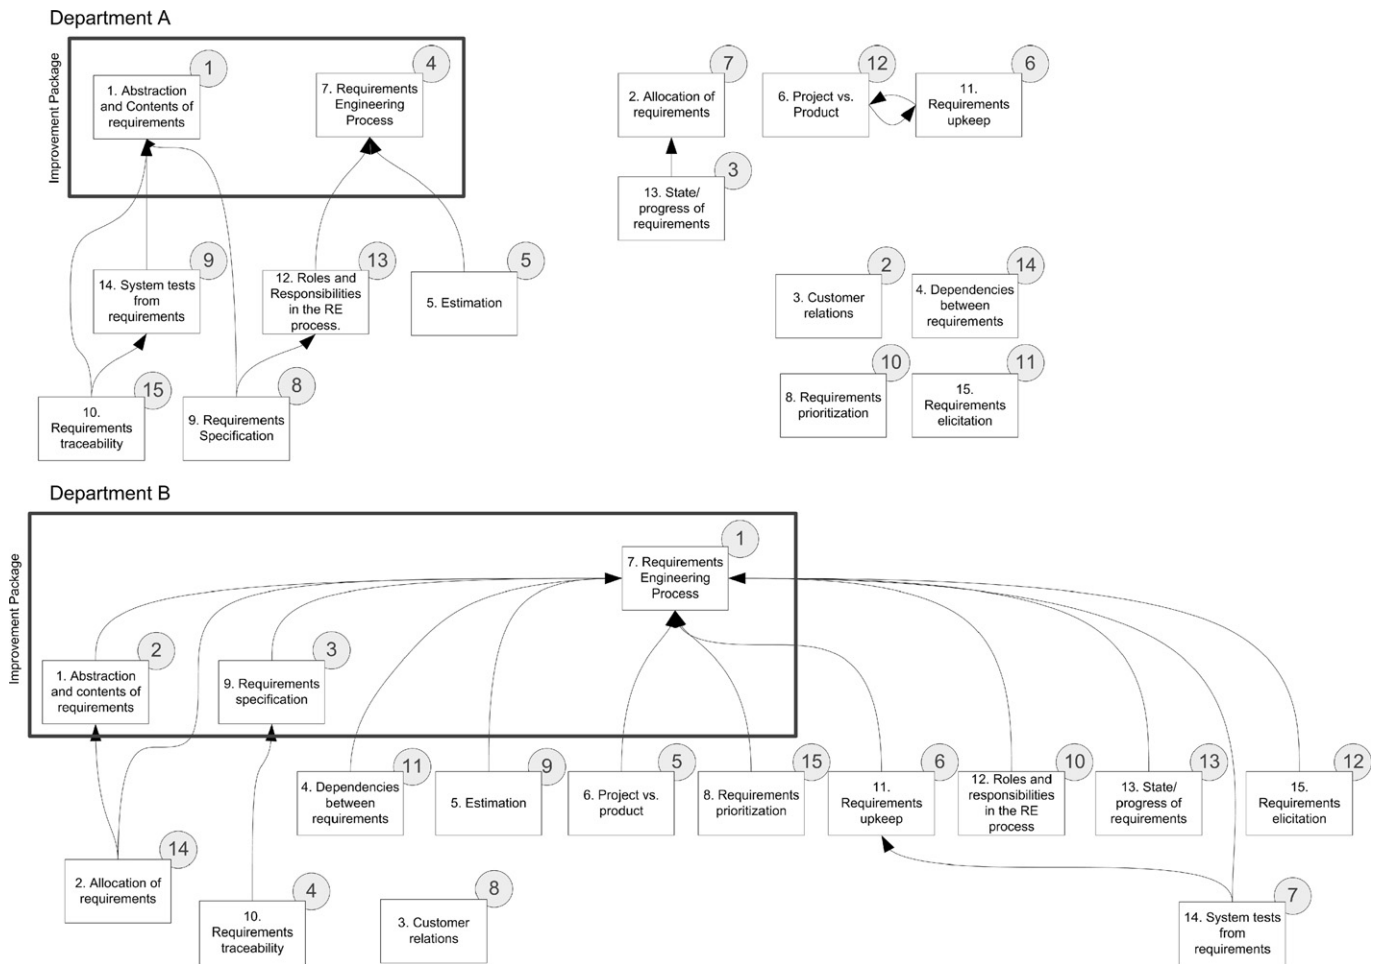 Department A
Improvement Package
1
1. Abstraction
and Contents of
requirements
4
7. Requirements
Engineering
Process
7
2. Allocation of
requirements
12
6. Project vs.
Product
6
11.
Requirements
upkeep
3
13. State/
progress of
requirements
9
14. System tests
from
requirements
13
12. Roles and
Responsibilities
in the RE
process.
5
5. Estimation
2
3. Customer
relations
14
4. Dependencies
between
requirements
15
10.
Requirements
traceability
8
9. Requirements
Specification
10
8. Requirements
prioritization
11
15.
Requirements
elicitation
Department B
Improvement Package
1
7. Requirements
Engineering
Process
2
1. Abstraction
and contents of
requirements
3
9. Requirements
specification
11
4. Dependencies
between
requirements
9
5. Estimation
5
6. Project vs.
product
15
8. Requirements
prioritization
6
11.
Requirements
upkeep
10
12. Roles and
responsibilities
in the RE
process
13
13. State/
progress of
requirements
12
15.
Requirements
elicitation
14
2. Allocation of
requirements
4
10.
Requirements
traceability
8
3. Customer
relations
7
14. System tests
from
requirements